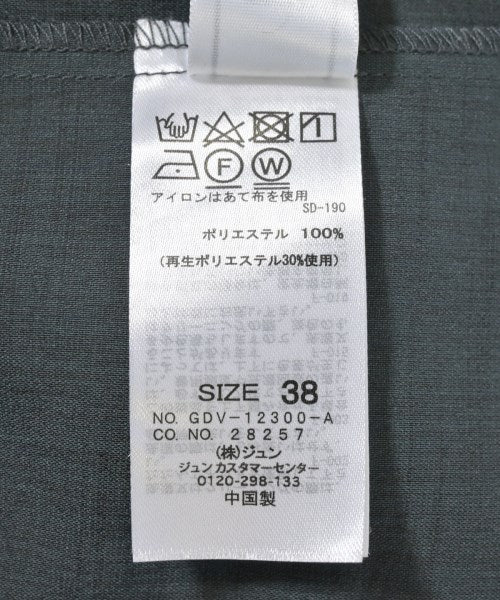 F
W
アイロンはあて布を使用
SD-190
ポリエステル 100%
(再生ポリエステル30%使用)
SIZE 38
NO. GDV-12300-A
CO. NO. 28257
(株)ジュン
ジュン カスタマーセンター
0120-298-133
中国製